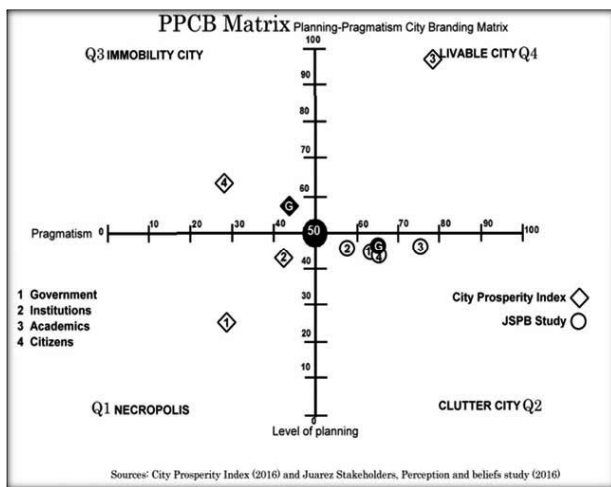 PPCB Matrix Planning-Pragmatism City Branding Matrix
Q3 IMMOBILITY CITY
100
LIVABLE CITY Q4
3
90
80
70
4
60
G
Pragmatism 0 10 20 30 40 50 60 70 80 90 100
2
2 1 G 4 3
40
1 Government
2 Institutions
3 Academics
4 Citizens
City Prosperity Index
JSPB Study
30
1
20
10
Q1 NECROPOLIS
CLUTTER CITY Q2
0
Level of planning
Sources: City Prosperity Index (2016) and Juarez Stakeholders, Perception and beliefs study (2016)